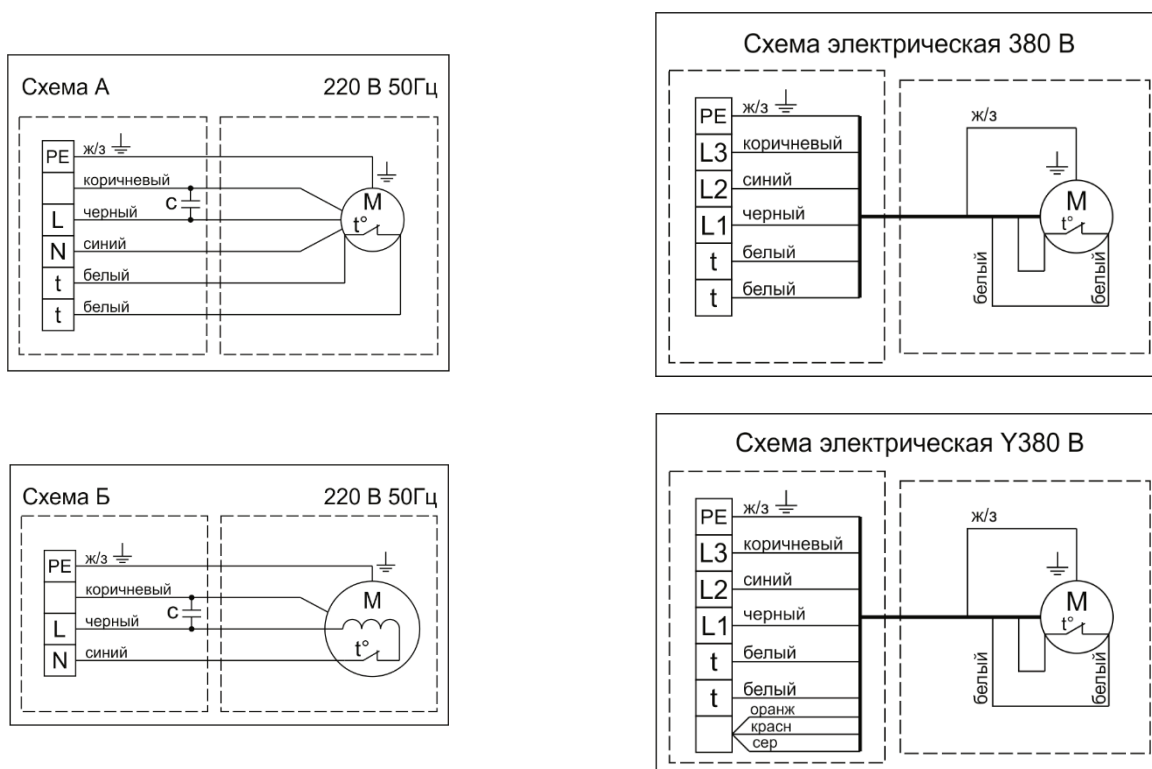 Схема А 220 В 50Гц
PE ж/з
коричневый
C
L черный
N синий
t белый
t белый
M
t°
Схема электрическая 380 В
PE ж/з
L3 коричневый
L2 синий
L1 черный
t белый
t белый
ж/з
M
t°
белый
белый
Схема Б 220 В 50Гц
PE ж/з
коричневый
C
L черный
N синий
M
t°
Схема электрическая Y380 В
PE ж/з
L3 коричневый
L2 синий
L1 черный
t белый
t белый
оранж
красн
сер
ж/з
M
t°
белый
белый